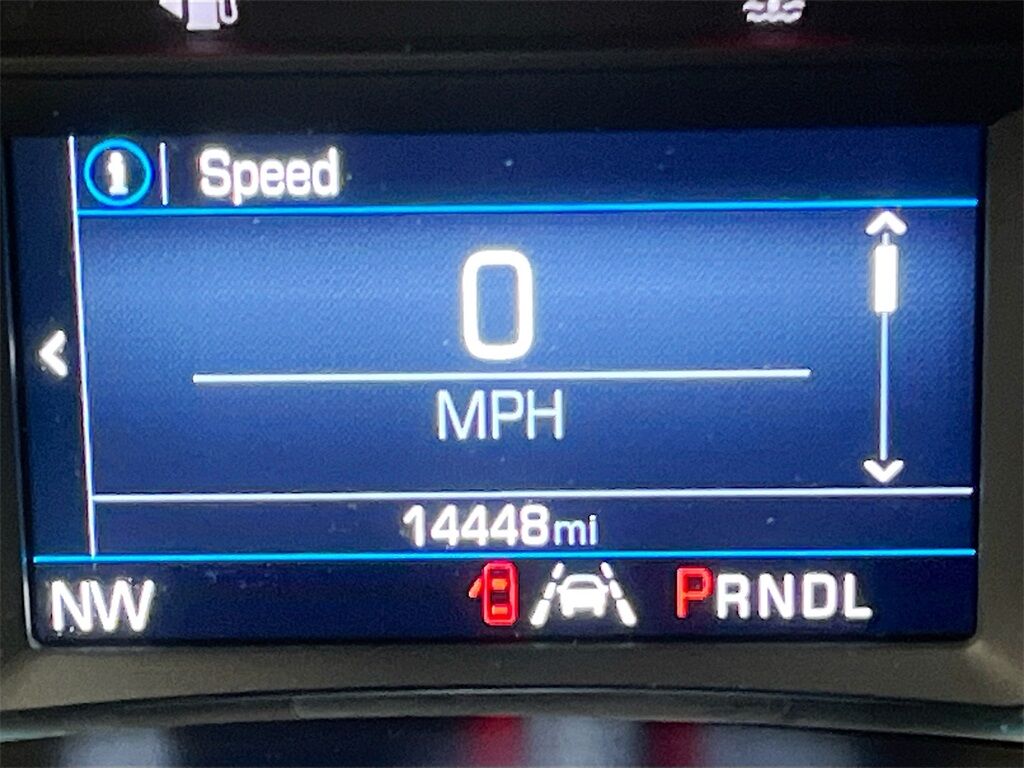 i Speed
0
MPH
14448mi
NW PRNDL